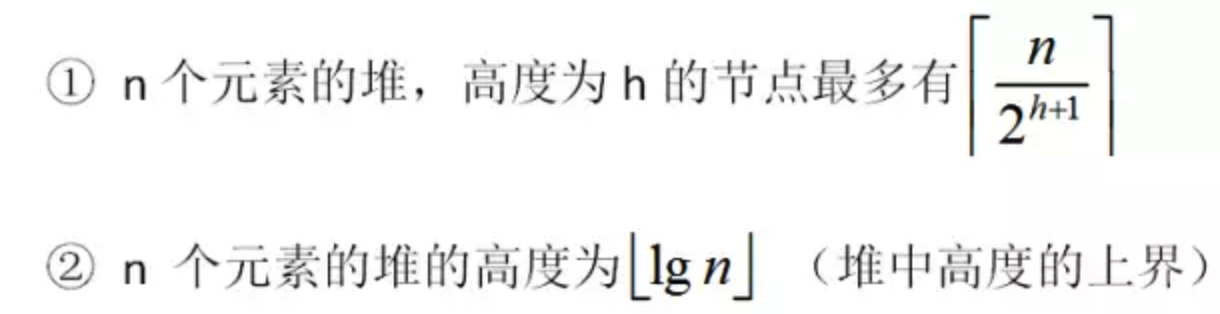 ① n 个元素的堆，高度为 h 的节点最多有⌈n/2^{h+1}⌉
② n 个元素的堆的高度为⌊lg n⌋ （堆中高度的上界）